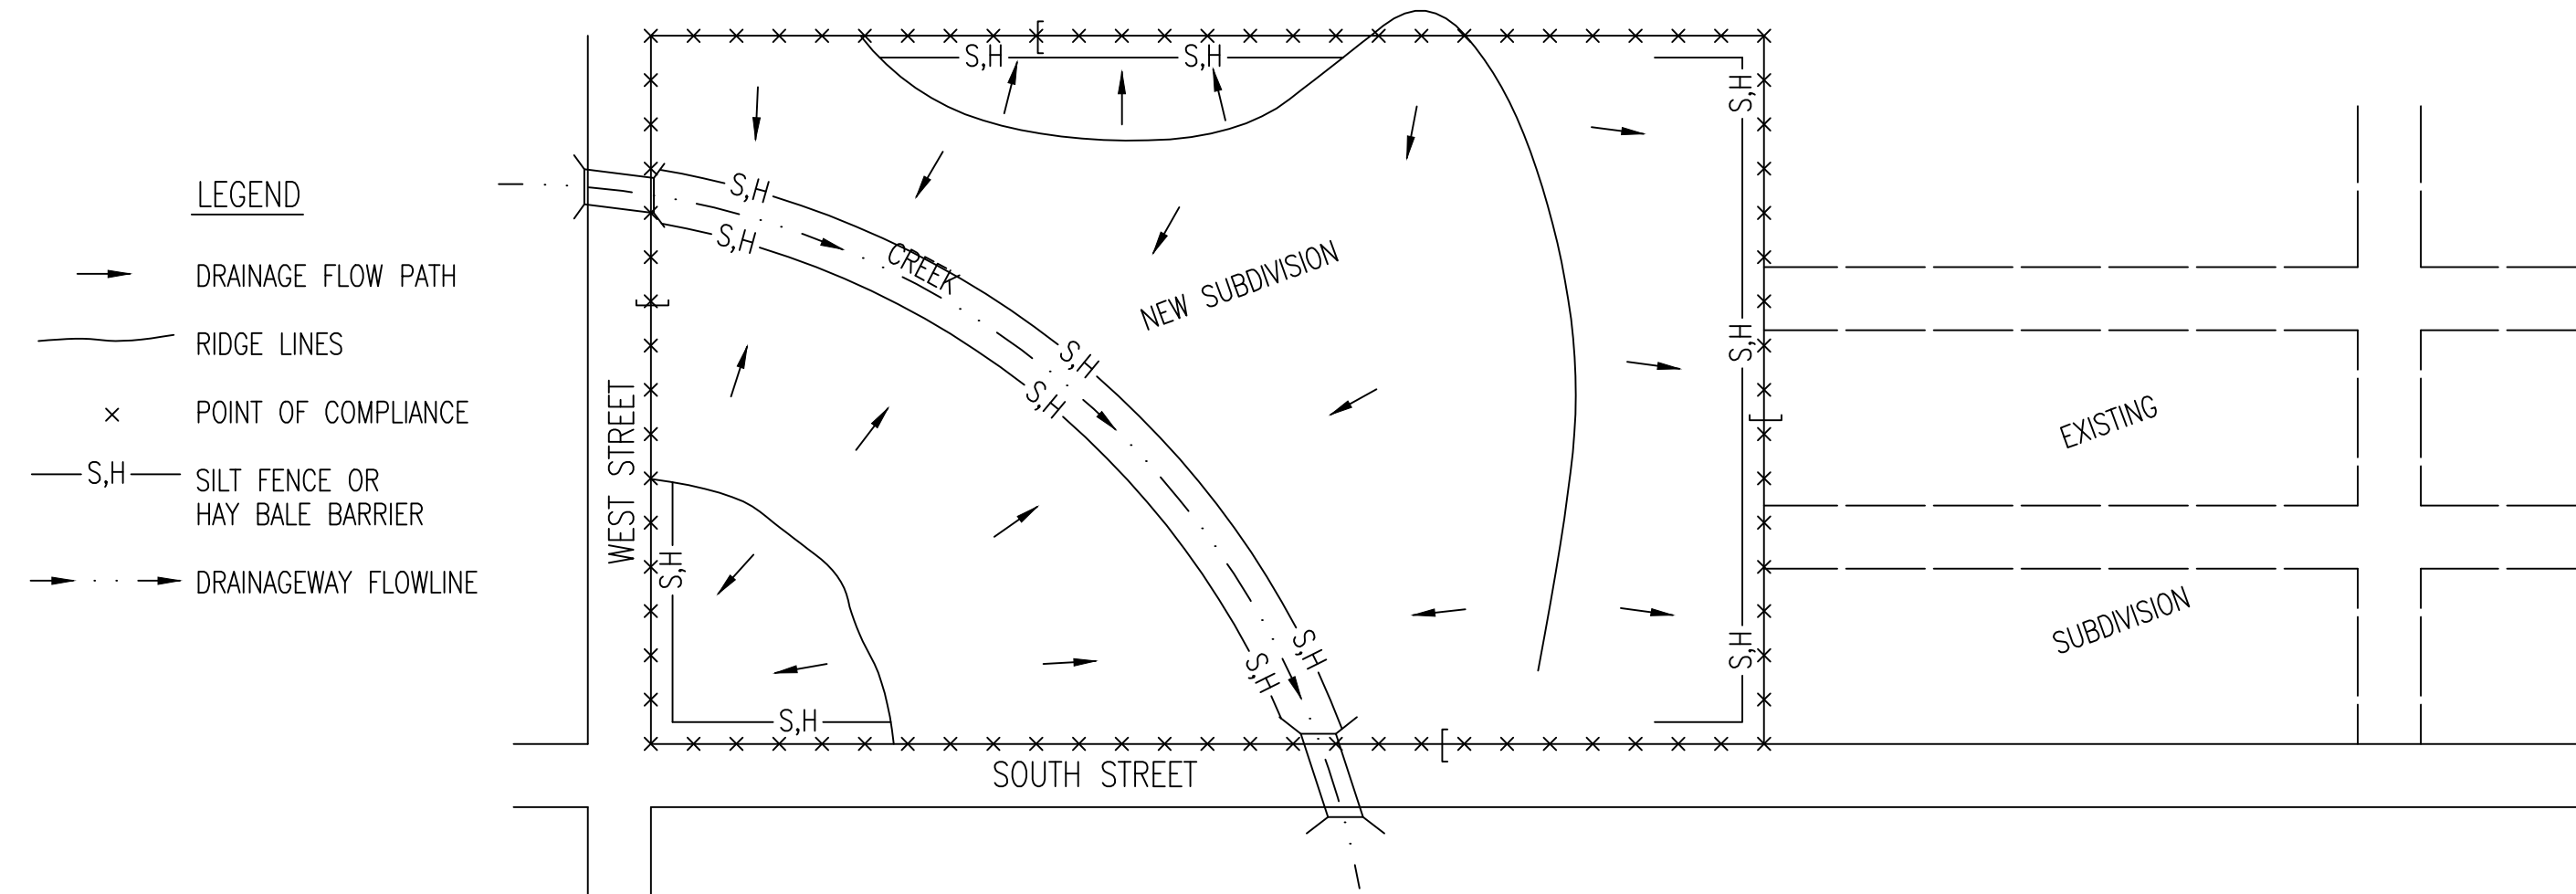 LEGEND
DRAINAGE FLOW PATH
RIDGE LINES
POINT OF COMPLIANCE
S,H
SILT FENCE OR
HAY BALE BARRIER
DRAINAGEWAY FLOWLINE
S,H
S,H
S,H
S,H
S,H
CREEK
NEW SUBDIVISION
S,H
S,H
S,H
WEST STREET
EXISTING
S,H
SUBDIVISION
S,H
S,H
S,H
S,H
SOUTH STREET